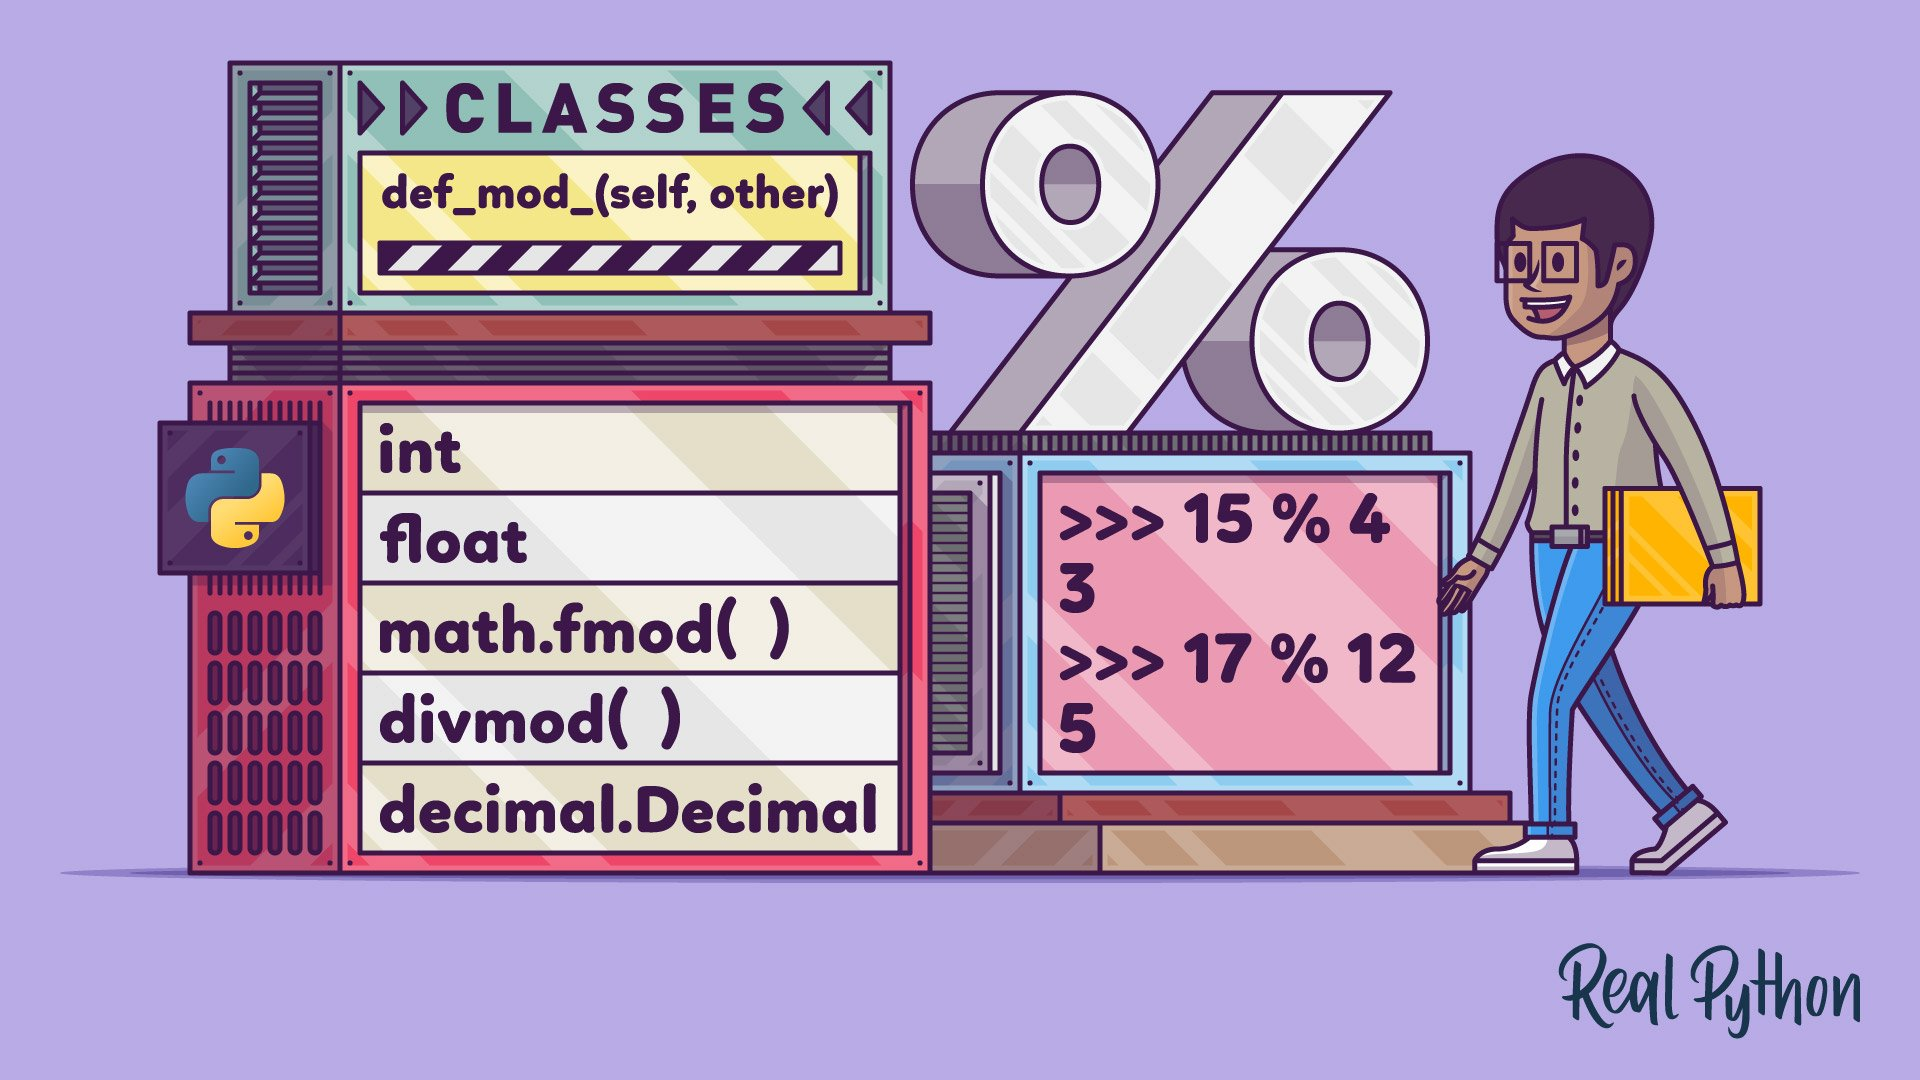 CLASSES
def_mod_(self, other)
int
float
math.fmod( )
divmod( )
decimal.Decimal
%
>>> 15 % 4
3
>>> 17 % 12
5
Real Python